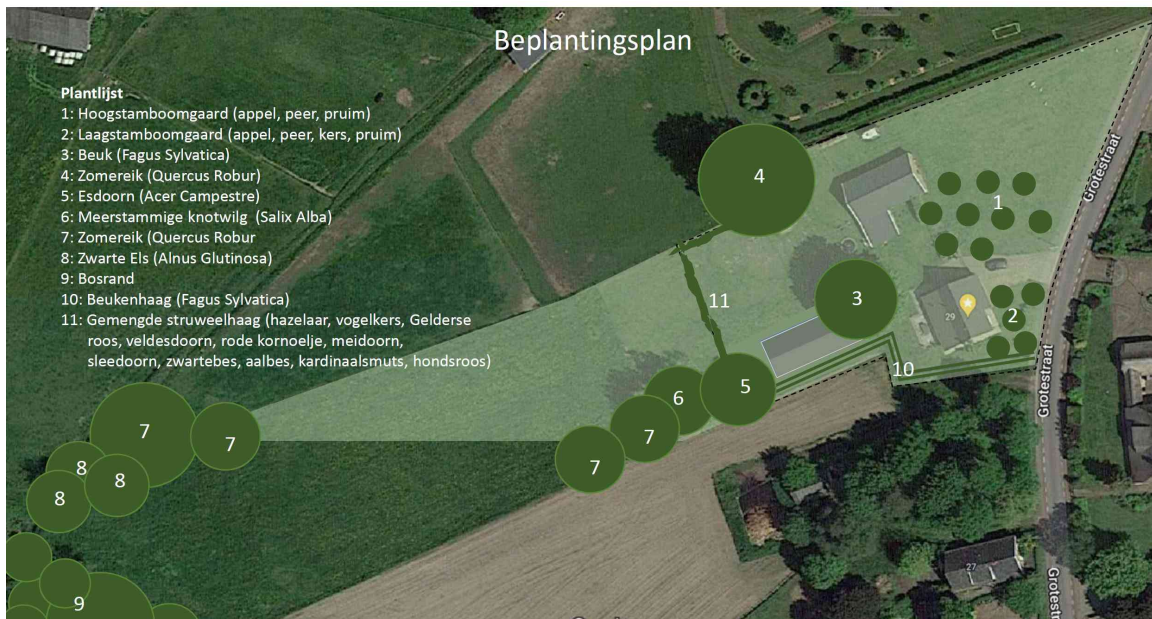 Beplantingsplan
Plantlijst
1: Hoogstamboomgaard (appel, peer, pruim)
2: Laagstamboomgaard (appel, peer, kers, pruim)
3: Beuk (Fagus Sylvatica)
4: Zomereik (Quercus Robur)
5: Esdoorn (Acer Campestre)
6: Meerstammige knotwilg (Salix Alba)
7: Zomereik (Quercus Robur
8: Zwarte Els (Alnus Glutinosa)
9: Bosrand
10: Beukenhaag (Fagus Sylvatica)
11: Gemengde struweelhaag (hazelaar, vogelkers, Gelderse
roos, veldesdoorn, rode kornoelje, meidoorn,
sleedoorn, zwartebes, aalbes, kardinaalsmuts, hondsroos)
4
Grotestraat
1
11
3
29
2
10
Grotestraat
5
6
7
7
7
7
8
8
8
27
Grotestr
9